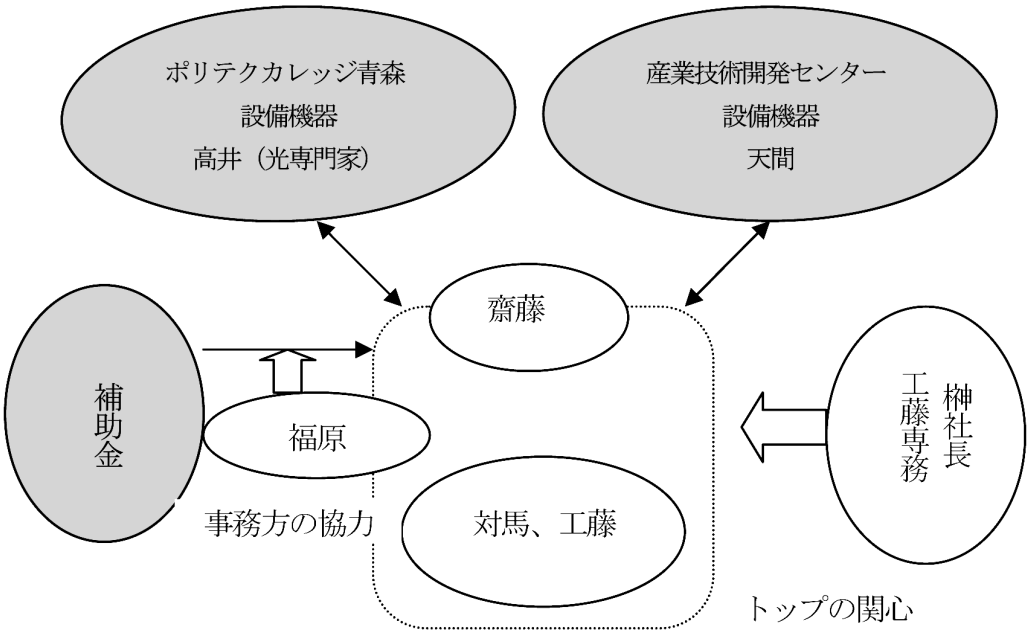 ポリテクカレッジ青森
設備機器
高井（光専門家）
産業技術開発センター
設備機器
天間
齋藤
補助金
福原
榊社長
工藤専務
事務方の協力
対馬、工藤
トップの関心